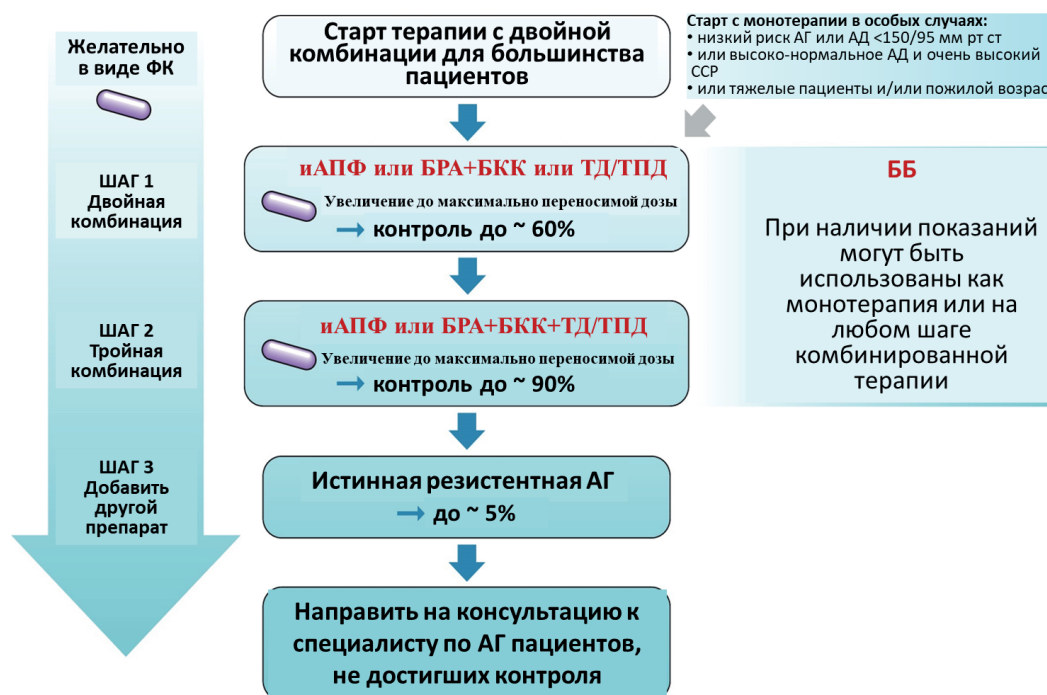 Желательно
в виде ФК
Старт терапии с двойной
комбинации для большинства
пациентов
Старт с монотерапии в особых случаях:
• низкий риск АГ или АД <150/95 мм рт ст
• или высоко-нормальное АД и очень высокий
ССР
• или тяжелые пациенты и/или пожилой возрас
ШАГ 1
Двойная
комбинация
иАПФ или БРА+БКК или ТД/ТПД
Увеличение до максимально переносимой дозы
→ контроль до ~ 60%
ББ
При наличии показаний
могут быть
использованы как
монотерапия или на
любом шаге
комбинированной
терапии
ШАГ 2
Тройная
комбинация
иАПФ или БРА+БКК+ТД/ТПД
Увеличение до максимально переносимой дозы
→ контроль до ~ 90%
ШАГ 3
Добавить
другой
препарат
Истинная резистентная АГ
→ до ~ 5%
Направить на консультацию к
специалисту по АГ пациентов,
не достигших контроля